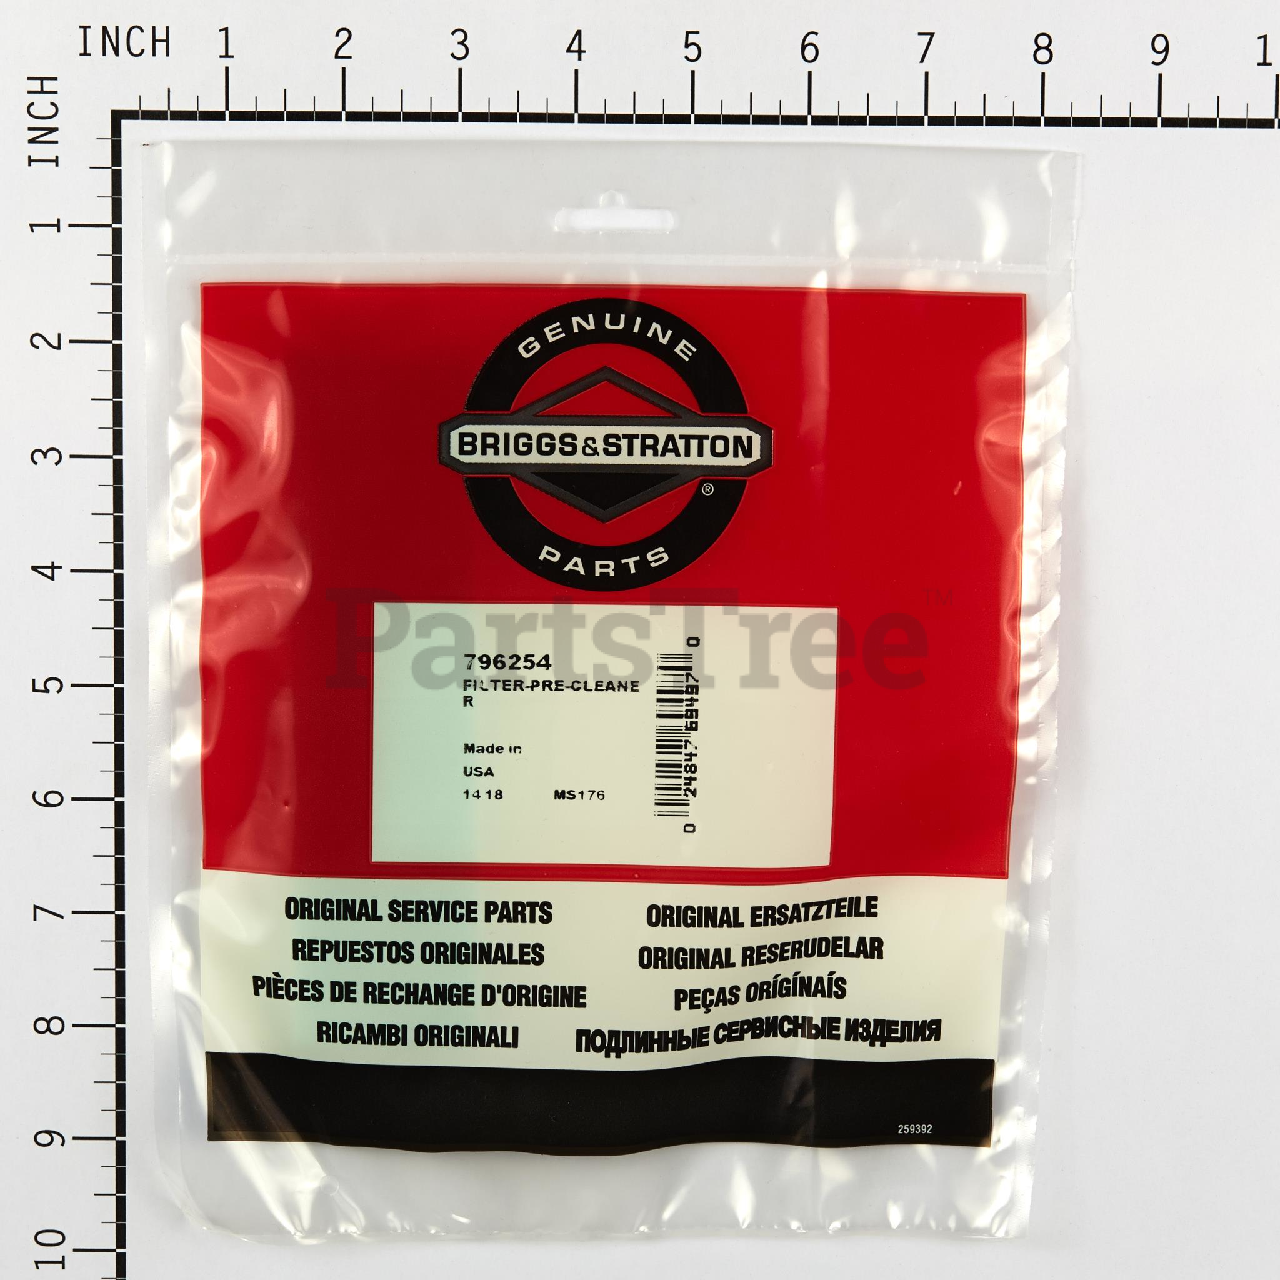 INCH 1 2 3 4 5 6 7 8 9 1
INCH
1
2
3
4
5
6
7
8
9
10
GENUINE
BRIGGS&STRATTON
®
PARTS
PartsTree™
796254
FILTER-PRE-CLEANE
R
Made in
USA
14 18 MS176
0 24847 69497 0
ORIGINAL SERVICE PARTS
REPUESTOS ORIGINALES
PIÈCES DE RECHANGE D'ORIGINE
RICAMBI ORIGINALI
ORIGINAL ERSATZTEILE
ORIGINAL RESERUDELAR
PEÇAS ORÍGÍNAÍS
ПОДЛИННЫЕ СЕРВИСНЫЕ ИЗДЕЛИЯ
259392